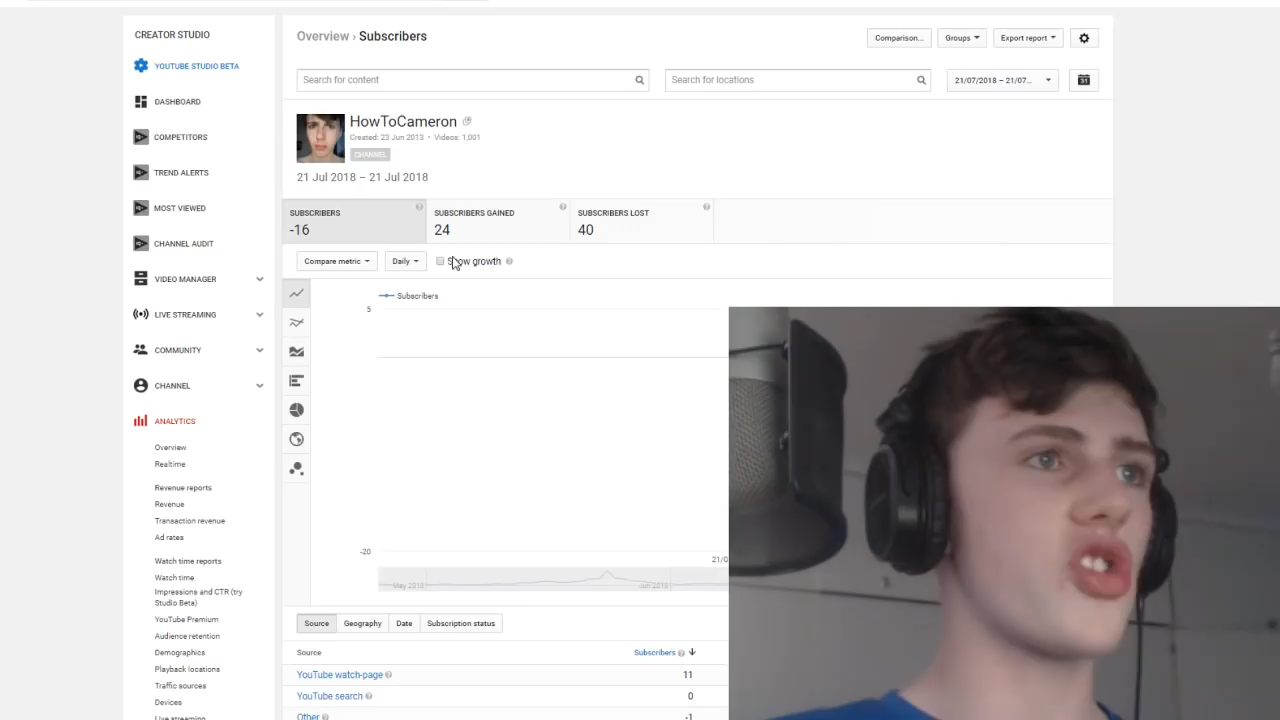 CREATOR STUDIO
YOUTUBE STUDIO BETA
DASHBOARD
COMPETITORS
TREND ALERTS
MOST VIEWED
CHANNEL AUDIT
VIDEO MANAGER
LIVE STREAMING
COMMUNITY
CHANNEL
ANALYTICS
Overview
Realtime
Revenue reports
Revenue
Transaction revenue
Ad rates
Watch time reports
Watch time
Impressions and CTR (try
Studio Beta)
YouTube Premium
Audience retention
Demographics
Playback locations
Traffic sources
Devices
Live streaming
Overview › Subscribers
Comparison... Groups Export report
Search for content Search for locations 21/07/2018 – 21/07... 31
HowToCameron
Created: 23 Jun 2013 • Videos: 1,001
CHANNEL
21 Jul 2018 – 21 Jul 2018
SUBSCRIBERS SUBSCRIBERS GAINED SUBSCRIBERS LOST
-16 24 40
Compare metric Daily Show growth
Subscribers
5
-20
21/0
May 2018 Jun 2018
Source Geography Date Subscription status
Source Subscribers
YouTube watch-page 11
YouTube search 0
Other -1